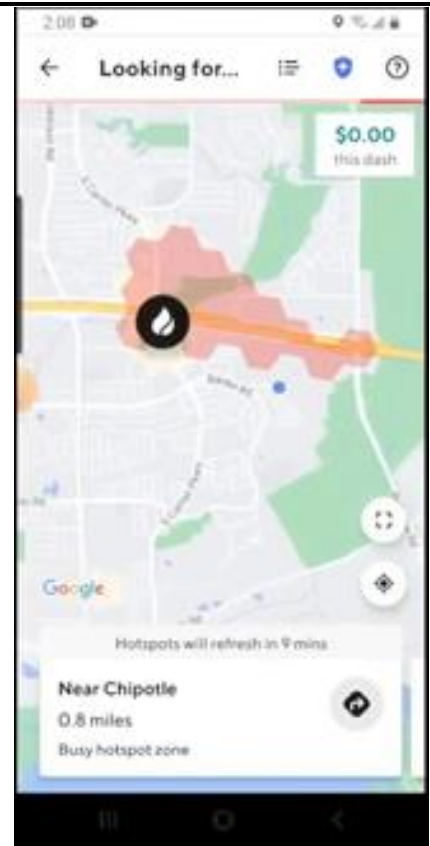 2:08
Looking for...
$0.00
this dash
Google
Hotspots will refresh in 9 mins
Near Chipotle
0.8 miles
Busy hotspot zone